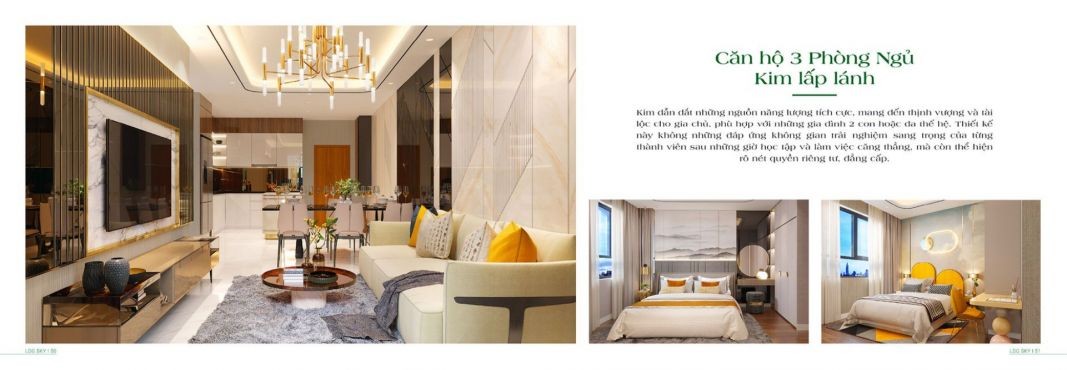 Căn hộ 3 Phòng Ngủ
Kim lấp lánh
Kim dẫn dắt những nguồn năng lượng tích cực, mang đến thịnh vượng và tài
lộc cho gia chủ, phù hợp với những gia đình 2 con hoặc đa thế hệ. Thiết kế
này không những đáp ứng không gian trải nghiệm sang trọng của từng
thành viên sau những giờ học tập và làm việc căng thẳng, mà còn thể hiện
rõ nét quyền riêng tư, đẳng cấp.
LDG SKY I 50
LDG SKY I 51